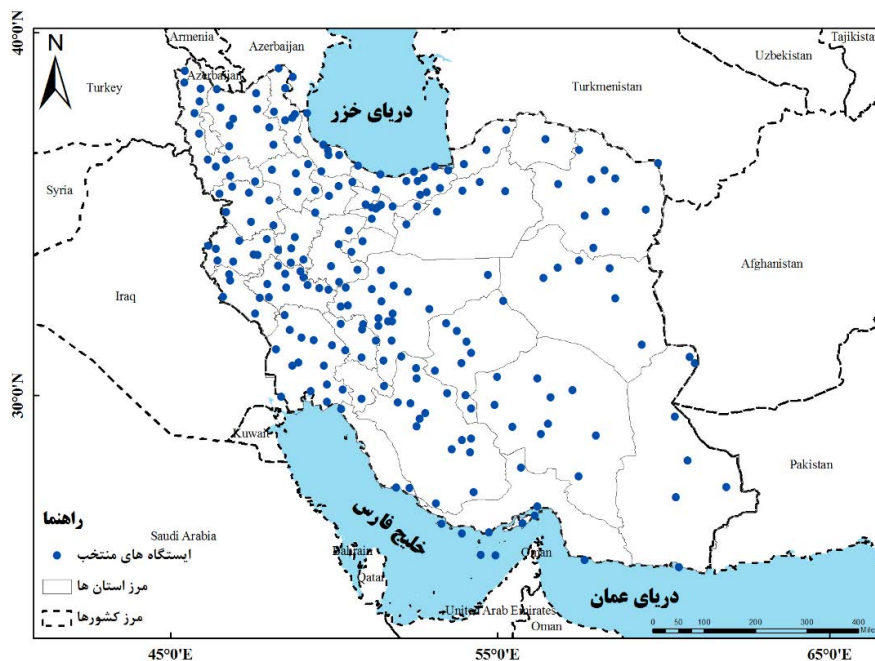 40°0'N
N
Armenia
Azerbaijan
Azerbaijan
Turkey
دریای خزر
Turkmenistan
Uzbekistan
Tajikistan
Syria
Iraq
Afghanistan
30°0'N
Kuwait
Pakistan
خلیج فارس
Saudi Arabia
Bahrain
Qatar
Oman
United Arab Emirates
Oman
دریای عمان
راهنما
ایستگاه های منتخب
مرز استان ها
مرز کشورها
0 50 100 200 300 400
Miles
45°0'E
55°0'E
65°0'E